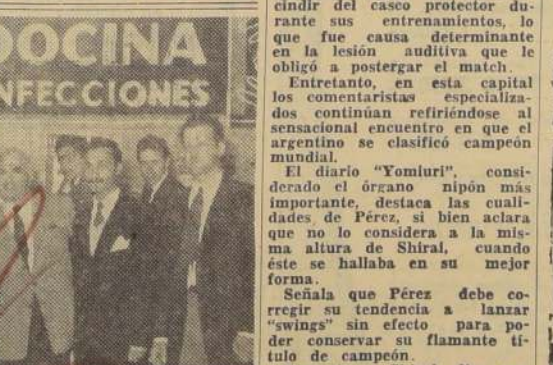 DOCINA
NFECCIONES
cindir del casco protector du-
rante sus entrenamientos, lo
que fue causa determinante
en la lesión auditiva que le
obligó a postergar el match.
Entretanto, en esta capital
los comentaristas especializa-
dos continúan refiriéndose al
sensacional encuentro en que el
argentino se clasificó campeón
mundial.
El diario "Yomiuri", consi-
derado el órgano nipón más
importante, destaca las cuali-
dades de Pérez, si bien aclara
que no lo considera a la mis-
ma altura de Shirai, cuando
éste se hallaba en su mejor
forma.
Señala que Pérez debe co-
rregir su tendencia a lanzar
"swings" sin efecto para po-
der conservar su flamante tí-
tulo de campeón.